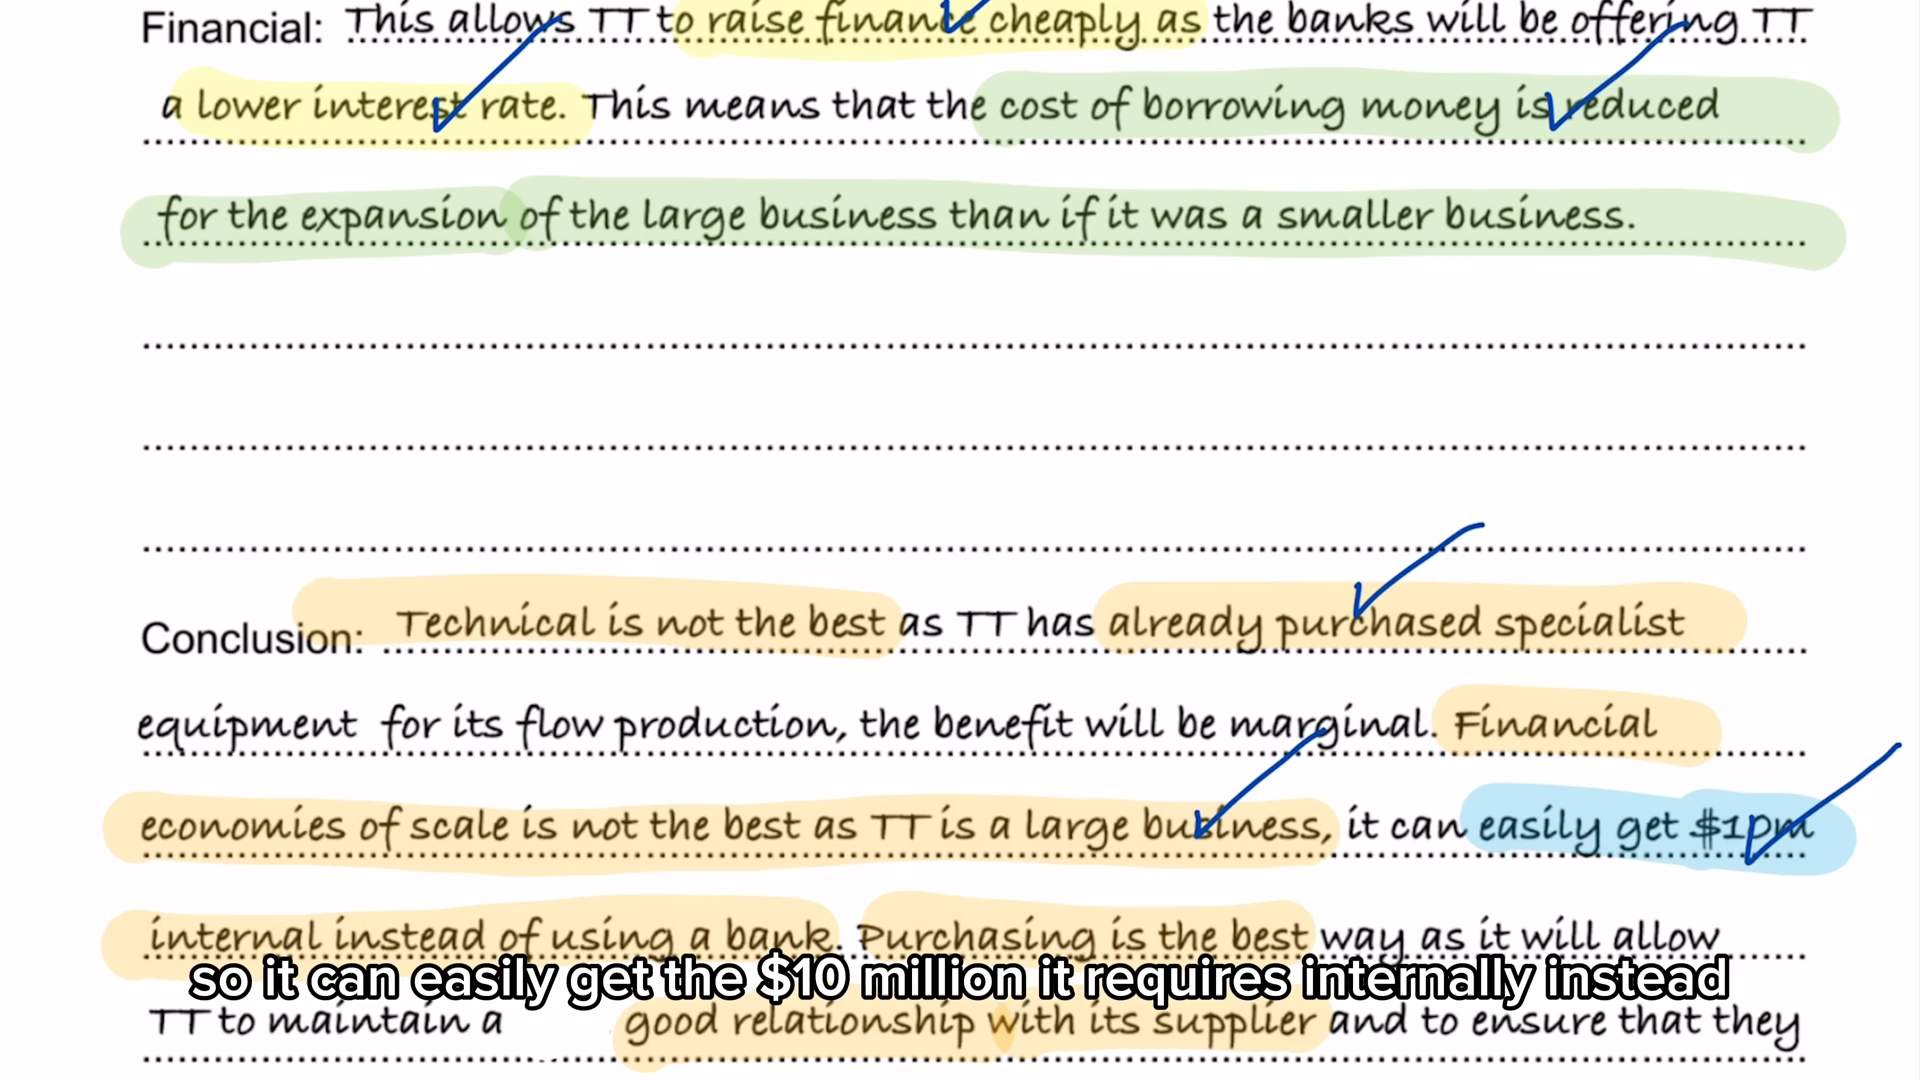 Financial: This allows TT to raise finance cheaply as the banks will be offering TT
a lower interest rate. This means that the cost of borrowing money is reduced
for the expansion of the large business than if it was a smaller business.
Conclusion: Technical is not the best as TT has already purchased specialist
equipment for its flow production, the benefit will be marginal. Financial
economies of scale is not the best as TT is a large business, it can easily get $10m
internal instead of using a bank. Purchasing is the best way as it will allow
so it can easily get the $10 million it requires internally instead
TT to maintain a good relationship with its supplier and to ensure that they